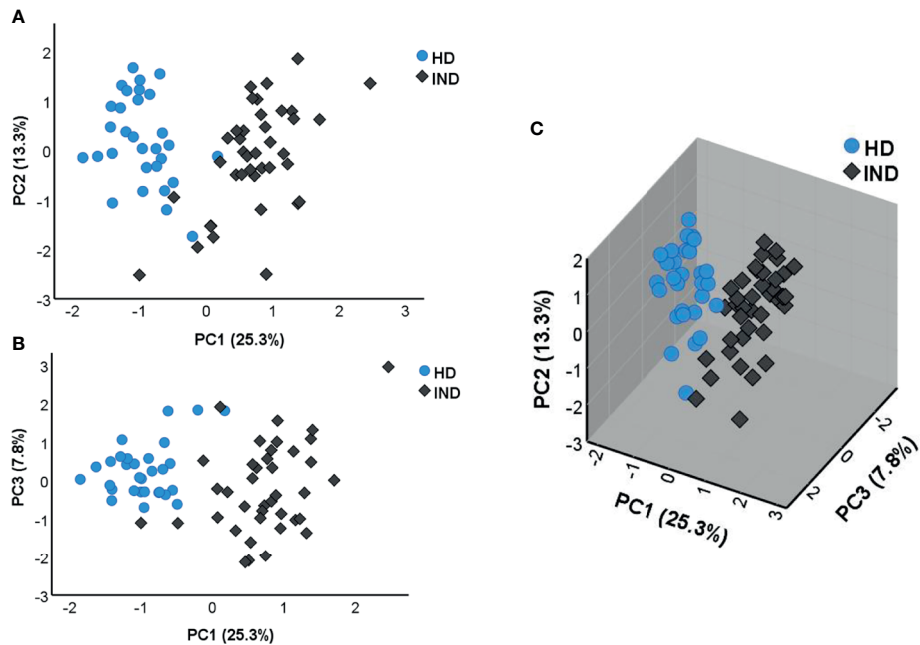 A
HD
IND
2
1
0
-1
-2
-3
PC2 (13.3%)
-2 -1 0 1 2 3
PC1 (25.3%)
B
HD
IND
3
2
1
0
-1
-2
-3
PC3 (7.8%)
-2 -1 0 1 2
PC1 (25.3%)
C
HD
IND
2
1
0
-1
-2
-3
PC2 (13.3%)
-2 -1 0 1 2 3
PC1 (25.3%)
2 0 -2
PC3 (7.8%)